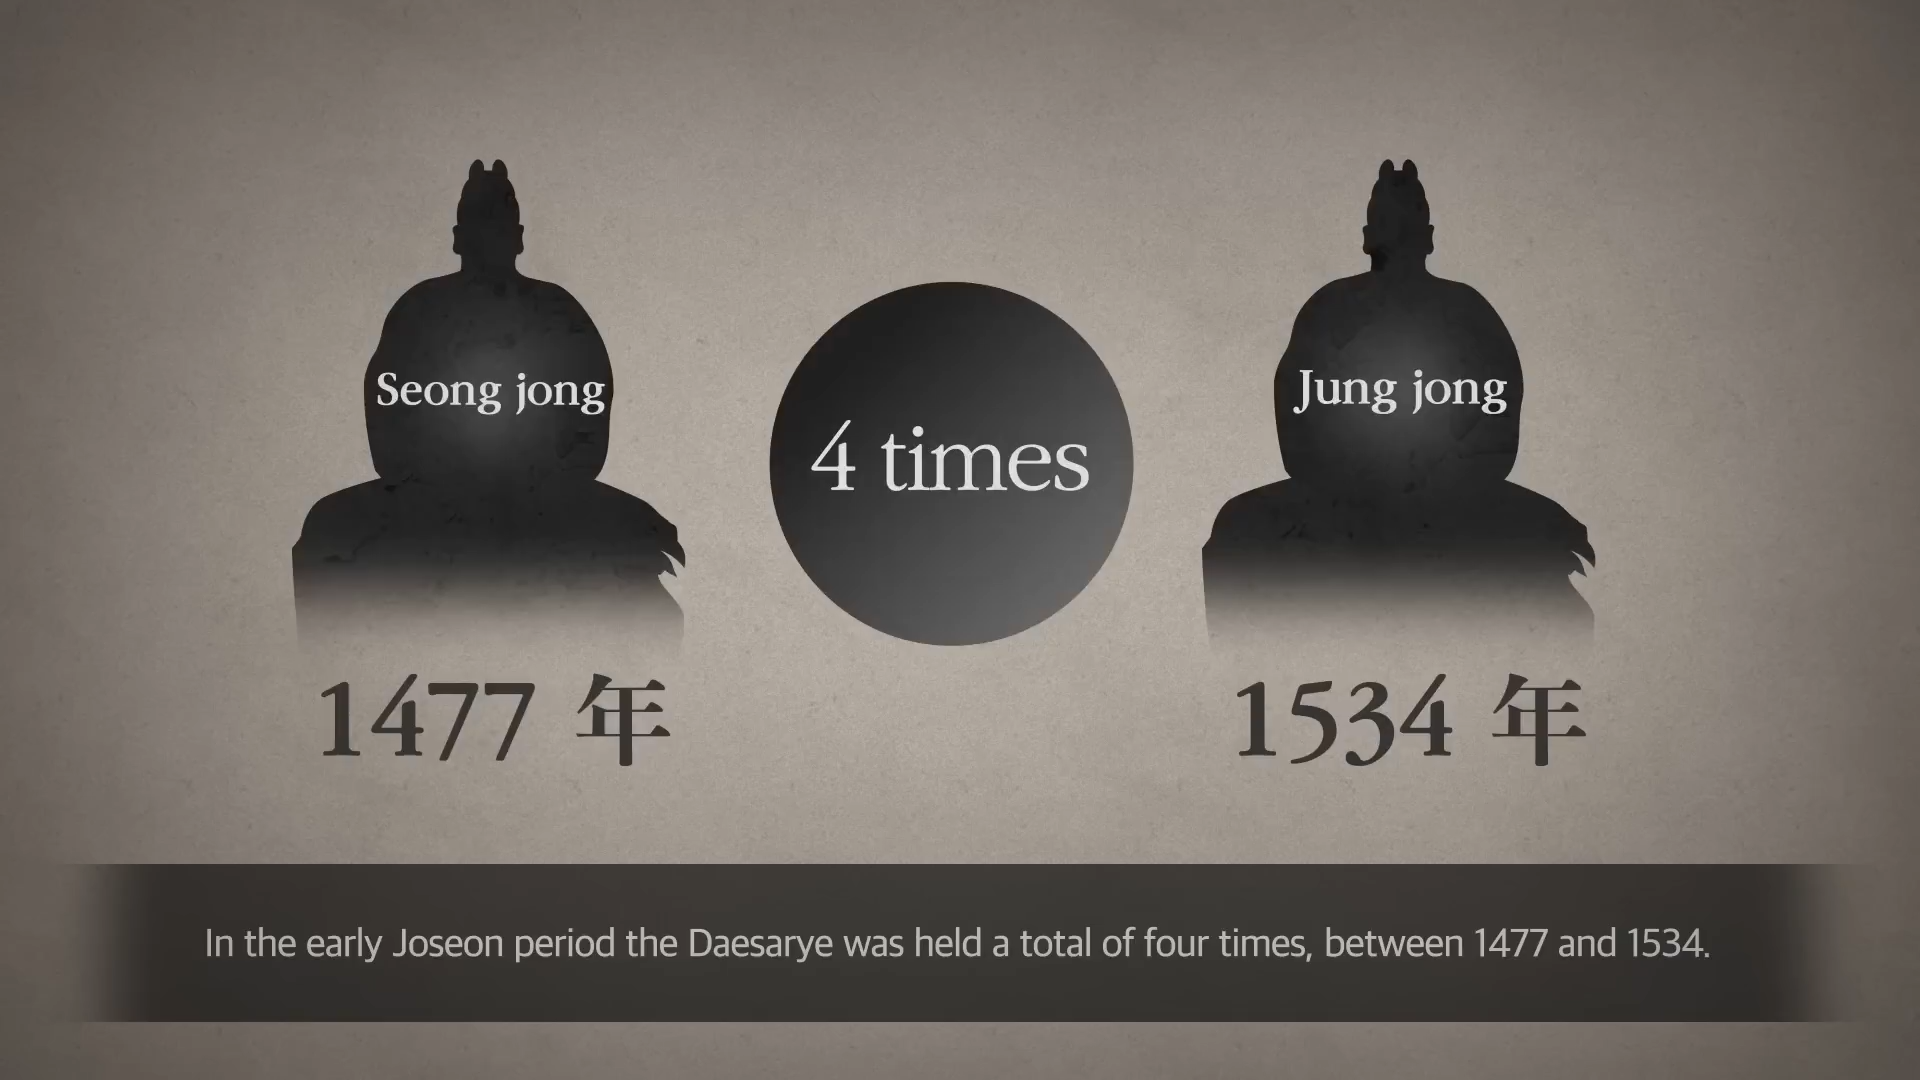 Seong jong
4 times
Jung jong
1477 年
1534 年
In the early Joseon period the Daesarye was held a total of four times, between 1477 and 1534.